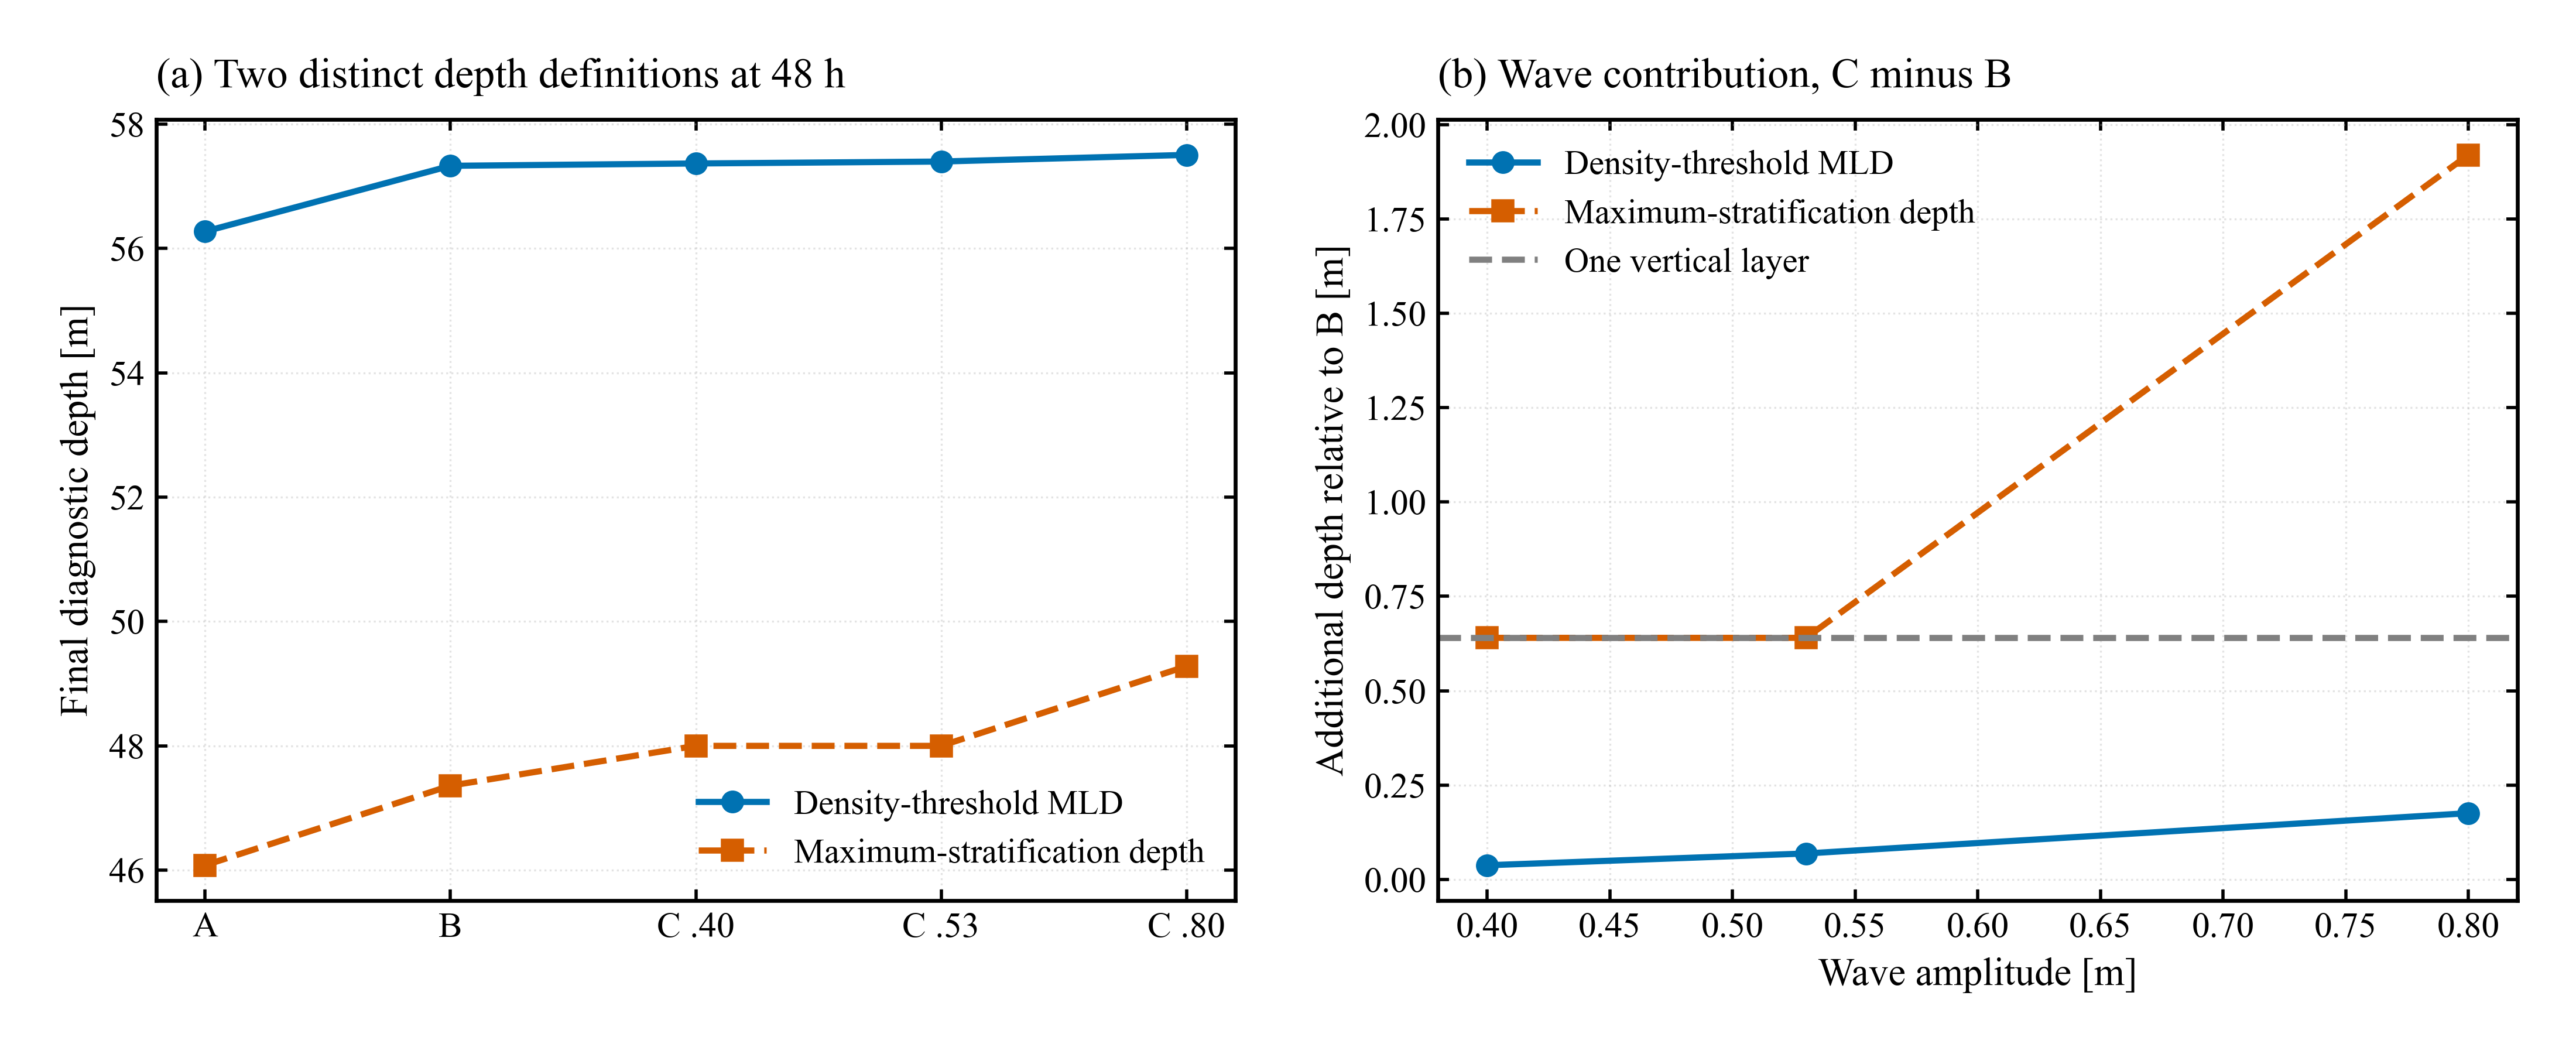 (a) Two distinct depth definitions at 48 h
Final diagnostic depth [m]
58
56
54
52
50
48
46
Density-threshold MLD
Maximum-stratification depth
A
B
C .40
C .53
C .80
(b) Wave contribution, C minus B
Additional depth relative to B [m]
2.00
1.75
1.50
1.25
1.00
0.75
0.50
0.25
0.00
Density-threshold MLD
Maximum-stratification depth
One vertical layer
0.40
0.45
0.50
0.55
0.60
0.65
0.70
0.75
0.80
Wave amplitude [m]